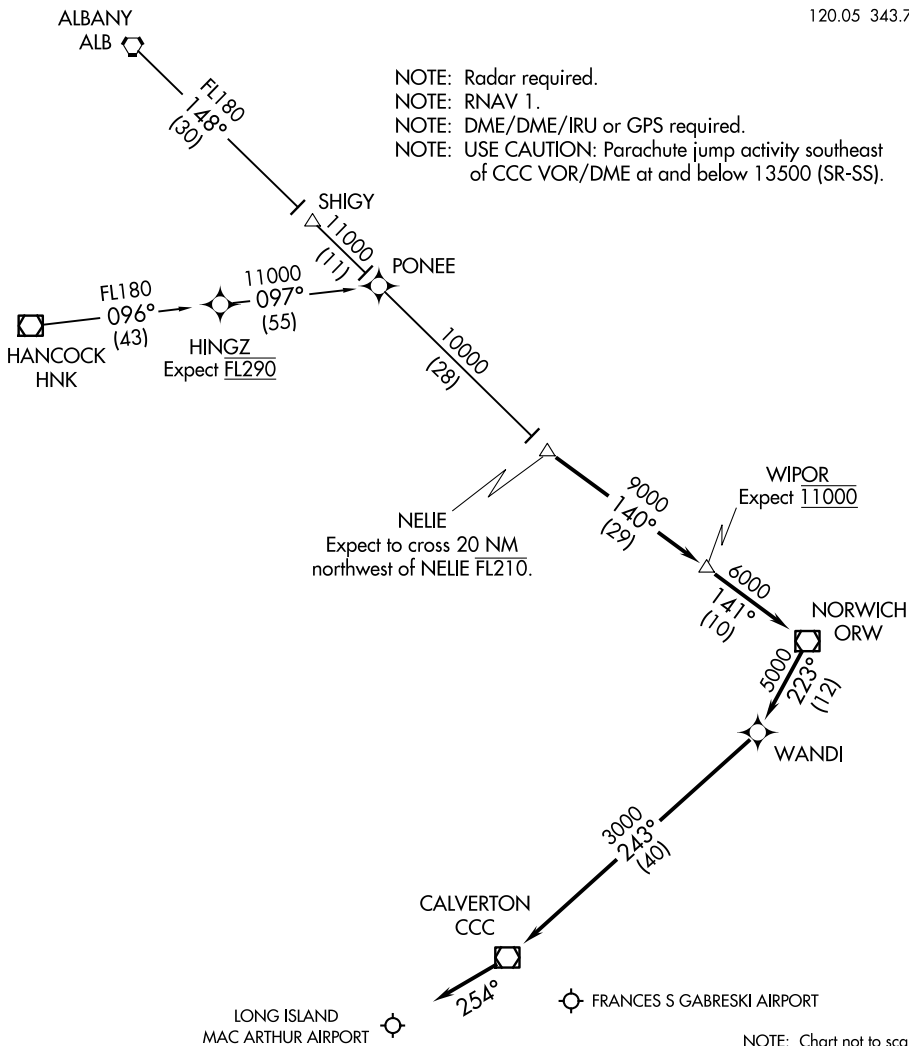 120.05 343.7
ALBANY
ALB
NOTE: Radar required.
NOTE: RNAV 1.
NOTE: DME/DME/IRU or GPS required.
NOTE: USE CAUTION: Parachute jump activity southeast
of CCC VOR/DME at and below 13500 (SR-SS).
FL180
148°
(30)
SHIGY
11000
(11)
PONEE
FL180
096°
(43)
11000
097°
(55)
HANCOCK
HNK
HINGZ
Expect FL290
10000
(28)
NELIE
Expect to cross 20 NM
northwest of NELIE FL210.
9000
140°
(29)
WIPOR
Expect 11000
6000
141°
(10)
NORWICH
ORW
5000
223°
(12)
WANDI
3000
243°
(40)
CALVERTON
CCC
254°
FRANCES S GABRESKI AIRPORT
LONG ISLAND
MAC ARTHUR AIRPORT
NOTE: Chart not to sca